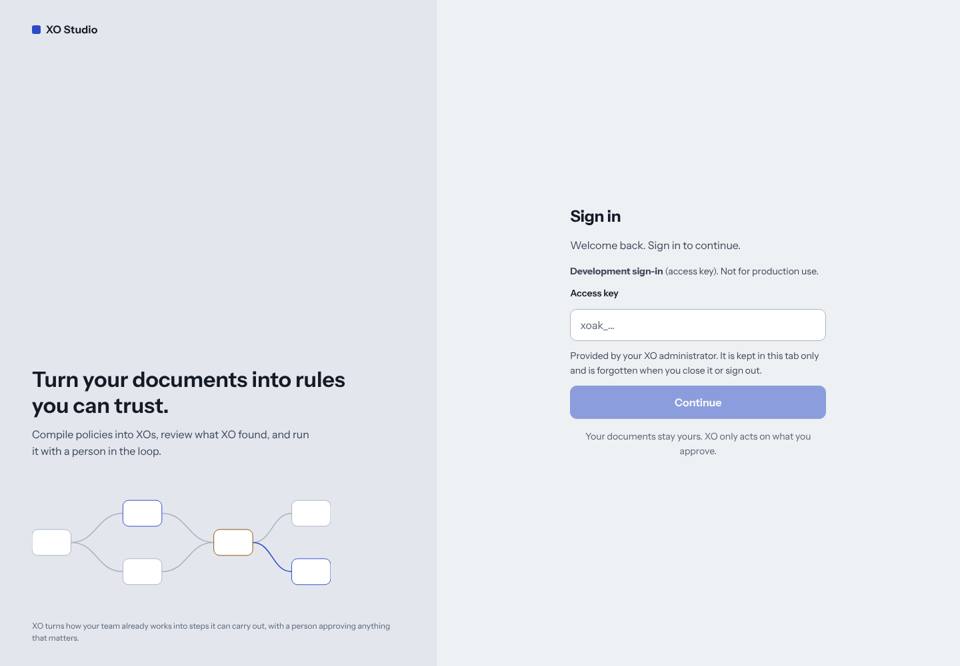 XO Studio
Turn your documents into rules
you can trust.
Compile policies into XOs, review what XO found, and run
it with a person in the loop.
XO turns how your team already works into steps it can carry out, with a person approving anything
that matters.
Sign in
Welcome back. Sign in to continue.
Development sign-in (access key). Not for production use.
Access key
xoak_...
Provided by your XO administrator. It is kept in this tab only
and is forgotten when you close it or sign out.
Continue
Your documents stay yours. XO only acts on what you
approve.